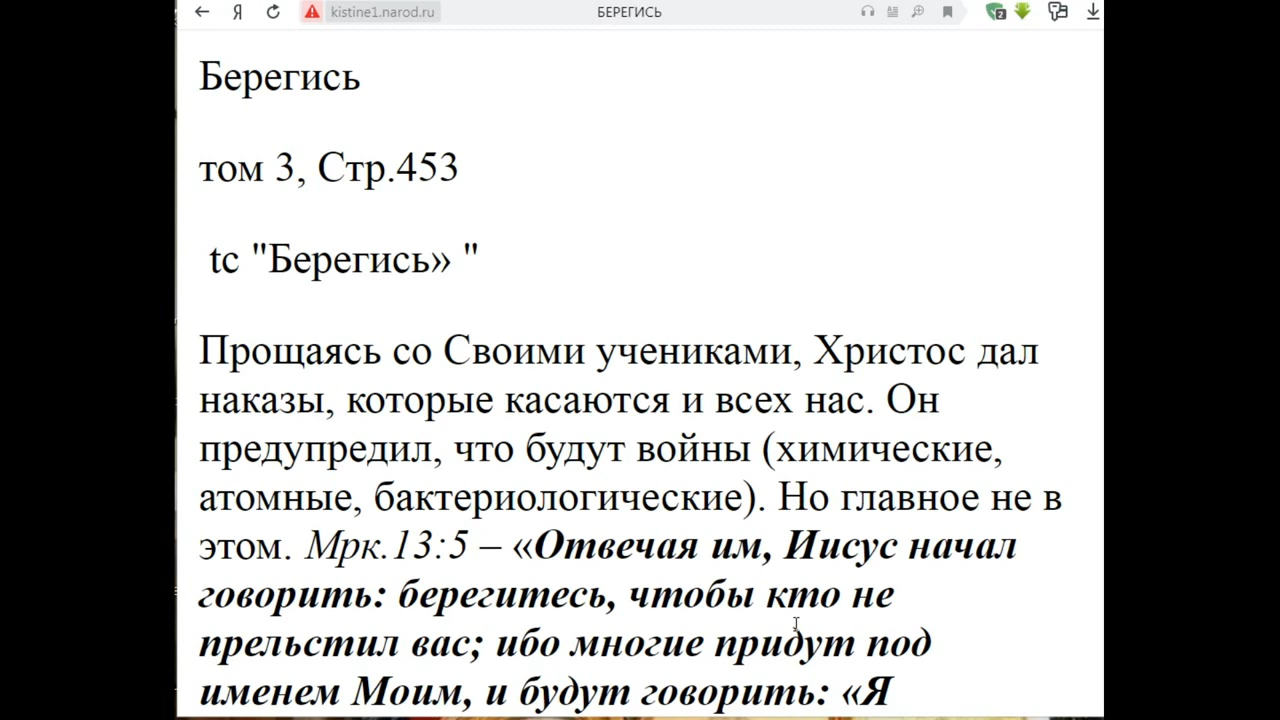 Я kistine1.narod.ru БЕРЕГИСЬ 2
Берегись
том 3, Стр.453
tc "Берегись» "
Прощаясь со Своими учениками, Христос дал
наказы, которые касаются и всех нас. Он
предупредил, что будут войны (химические,
атомные, бактериологические). Но главное не в
этом. Мрк.13:5 – «Отвечая им, Иисус начал
говорить: берегитесь, чтобы кто не
прельстил вас; ибо многие придут под
именем Моим, и будут говорить: «Я